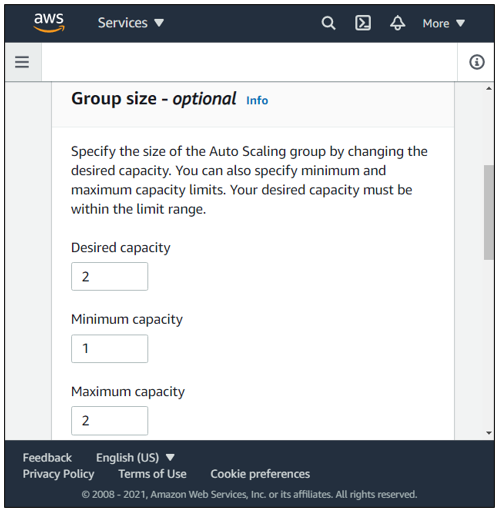 aws Services ▼ More ▼
Group size - optional Info
Specify the size of the Auto Scaling group by changing the
desired capacity. You can also specify minimum and
maximum capacity limits. Your desired capacity must be
within the limit range.
Desired capacity
2
Minimum capacity
1
Maximum capacity
2
Feedback English (US) ▼
Privacy Policy Terms of Use Cookie preferences
© 2008 - 2021, Amazon Web Services, Inc. or its affiliates. All rights reserved.